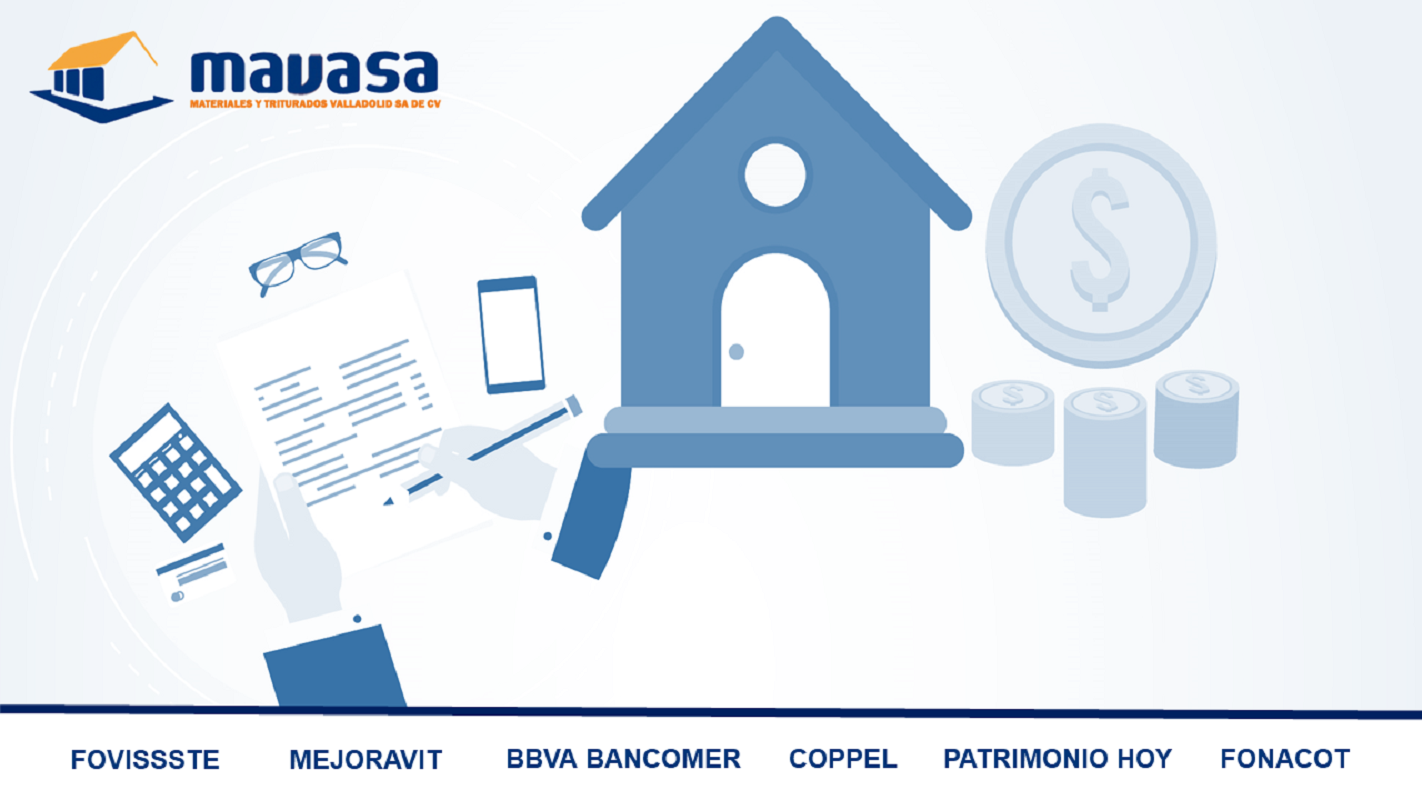 mavasa
MATERIALES Y TRITURADOS VALLADOLID SA DE CV
$
$ $ $
FOVISSSTE MEJORAVIT BBVA BANCOMER COPPEL PATRIMONIO HOY FONACOT